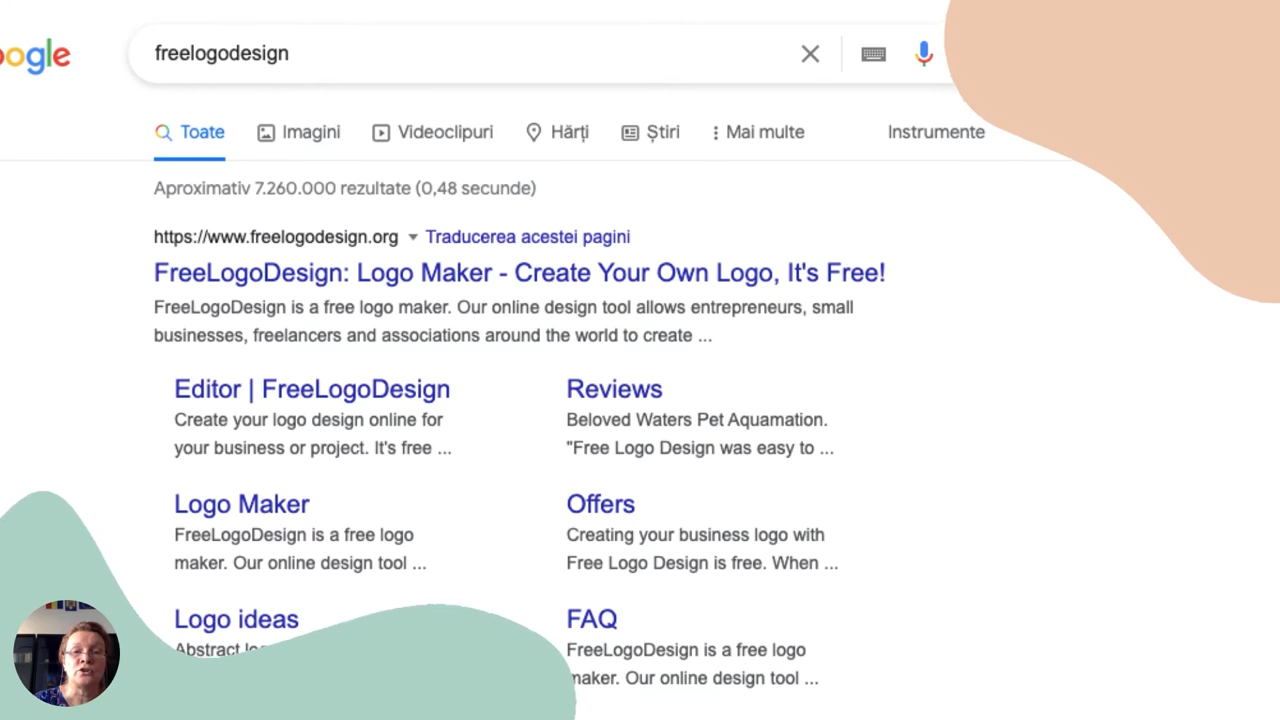 oogle
freelogodesign
Toate Imagini Videoclipuri Hărți Știri Mai multe Instrumente
Aproximativ 7.260.000 rezultate (0,48 secunde)
https://www.freelogodesign.org Traducerea acestei pagini
FreeLogoDesign: Logo Maker - Create Your Own Logo, It's Free!
FreeLogoDesign is a free logo maker. Our online design tool allows entrepreneurs, small
businesses, freelancers and associations around the world to create ...
Editor | FreeLogoDesign
Create your logo design online for
your business or project. It's free ...
Reviews
Beloved Waters Pet Aquamation.
"Free Logo Design was easy to ...
Logo Maker
FreeLogoDesign is a free logo
maker. Our online design tool ...
Offers
Creating your business logo with
Free Logo Design is free. When ...
Logo ideas
Abstract
FAQ
FreeLogoDesign is a free logo
maker. Our online design tool ...